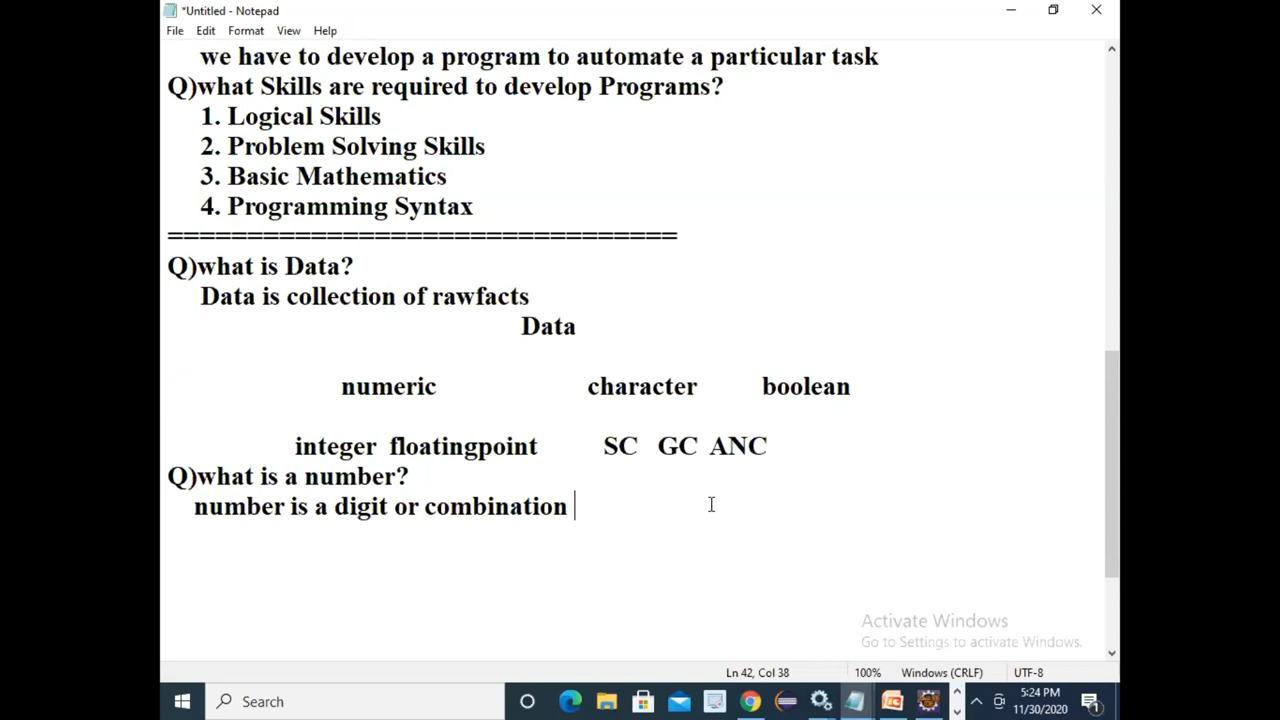 *Untitled - Notepad
File Edit Format View Help
we have to develop a program to automate a particular task
Q)what Skills are required to develop Programs?
1. Logical Skills
2. Problem Solving Skills
3. Basic Mathematics
4. Programming Syntax
================================
Q)what is Data?
Data is collection of rawfacts
Data
numeric character boolean
integer floatingpoint SC GC ANC
Q)what is a number?
number is a digit or combination
Activate Windows
Go to Settings to activate Windows.
Ln 42, Col 38 100% Windows (CRLF) UTF-8
Search
5:24 PM
11/30/2020
1